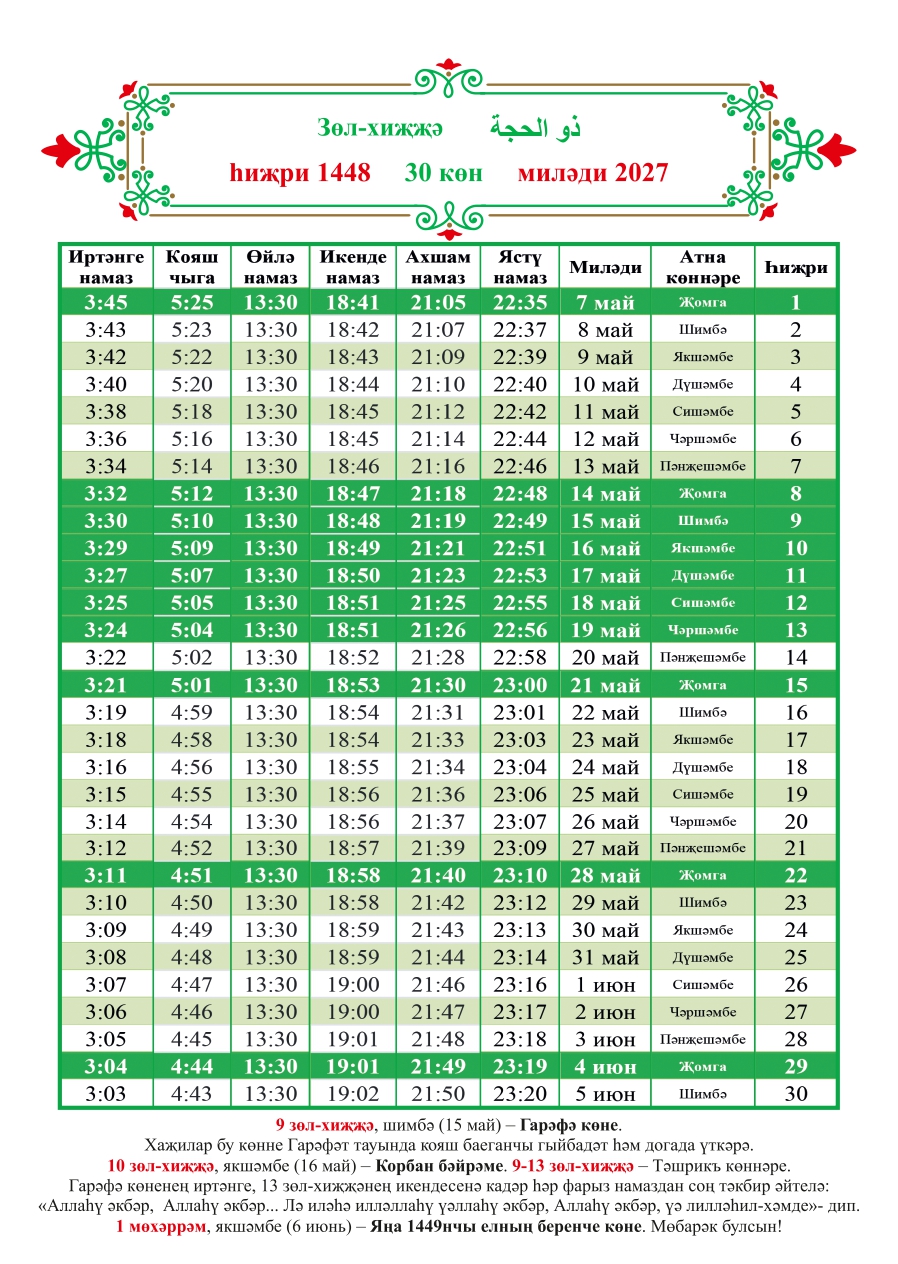 Зөл-хиҗҗә ذو الحجة
һиҗри 1448 30 көн миләди 2027
Иртәнге намаз Кояш чыга Өйлә намаз Икенде намаз Ахшам намаз Ястү намаз Миләди Атна көннәре Һиҗри
3:45 5:25 13:30 18:41 21:05 22:35 7 май Җомга 1
3:43 5:23 13:30 18:42 21:07 22:37 8 май Шимбә 2
3:42 5:22 13:30 18:43 21:09 22:39 9 май Якшәмбе 3
3:40 5:20 13:30 18:44 21:10 22:40 10 май Дүшәмбе 4
3:38 5:18 13:30 18:45 21:12 22:42 11 май Сишәмбе 5
3:36 5:16 13:30 18:45 21:14 22:44 12 май Чәршәмбе 6
3:34 5:14 13:30 18:46 21:16 22:46 13 май Пәнҗешәмбе 7
3:32 5:12 13:30 18:47 21:18 22:48 14 май Җомга 8
3:30 5:10 13:30 18:48 21:19 22:49 15 май Шимбә 9
3:29 5:09 13:30 18:49 21:21 22:51 16 май Якшәмбе 10
3:27 5:07 13:30 18:50 21:23 22:53 17 май Дүшәмбе 11
3:25 5:05 13:30 18:51 21:25 22:55 18 май Сишәмбе 12
3:24 5:04 13:30 18:51 21:26 22:56 19 май Чәршәмбе 13
3:22 5:02 13:30 18:52 21:28 22:58 20 май Пәнҗешәмбе 14
3:21 5:01 13:30 18:53 21:30 23:00 21 май Җомга 15
3:19 4:59 13:30 18:54 21:31 23:01 22 май Шимбә 16
3:18 4:58 13:30 18:54 21:33 23:03 23 май Якшәмбе 17
3:16 4:56 13:30 18:55 21:34 23:04 24 май Дүшәмбе 18
3:15 4:55 13:30 18:56 21:36 23:06 25 май Сишәмбе 19
3:14 4:54 13:30 18:56 21:37 23:07 26 май Чәршәмбе 20
3:12 4:52 13:30 18:57 21:39 23:09 27 май Пәнҗешәмбе 21
3:11 4:51 13:30 18:58 21:40 23:10 28 май Җомга 22
3:10 4:50 13:30 18:58 21:42 23:12 29 май Шимбә 23
3:09 4:49 13:30 18:59 21:43 23:13 30 май Якшәмбе 24
3:08 4:48 13:30 18:59 21:44 23:14 31 май Дүшәмбе 25
3:07 4:47 13:30 19:00 21:46 23:16 1 июн Сишәмбе 26
3:06 4:46 13:30 19:00 21:47 23:17 2 июн Чәршәмбе 27
3:05 4:45 13:30 19:01 21:48 23:18 3 июн Пәнҗешәмбе 28
3:04 4:44 13:30 19:01 21:49 23:19 4 июн Җомга 29
3:03 4:43 13:30 19:02 21:50 23:20 5 июн Шимбә 30
9 зөл-хиҗҗә, шимбә (15 май) – Гарәфә көне.
Хаҗилар бу көнне Гарәфәт тауында кояш баеганчы гыйбадәт һәм догада үткәрә.
10 зөл-хиҗҗә, якшәмбе (16 май) – Корбан бәйрәме. 9-13 зөл-хиҗҗә – Тәшрикъ көннәре.
Гарәфә көненең иртәнге, 13 зөл-хиҗҗәнең икендесенә кадәр һәр фарыз намаздан соң тәкбир әйтелә:
«Аллаһү әкбәр, Аллаһү әкбәр... Лә иләһә илләллаһү үәллаһү әкбәр, Аллаһү әкбәр, үә лилләһил-хәмде»- дип.
1 мөхәррәм, якшәмбе (6 июнь) – Яңа 1449нчы елның беренче көне. Мөбарәк булсын!